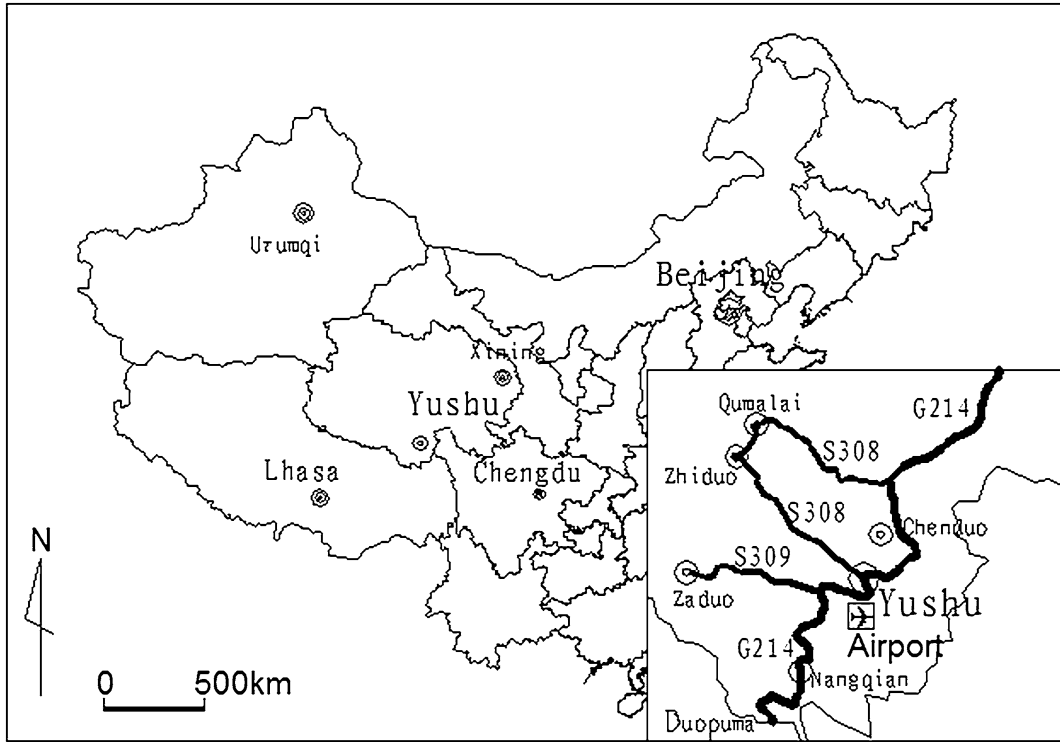 Urumqi
Beijing
Xining
Yushu
Lhasa
Chengdu
N
0 500km
Qumalai
G214
S308
Zhiduo
S308
Chenduo
S309
Zaduo
Yushu
Airport
G214
Nangqian
Duopuma